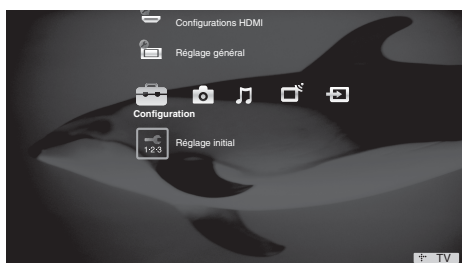 Configurations HDMI
Réglage général
Configuration
1·2·3
Réglage initial
TV